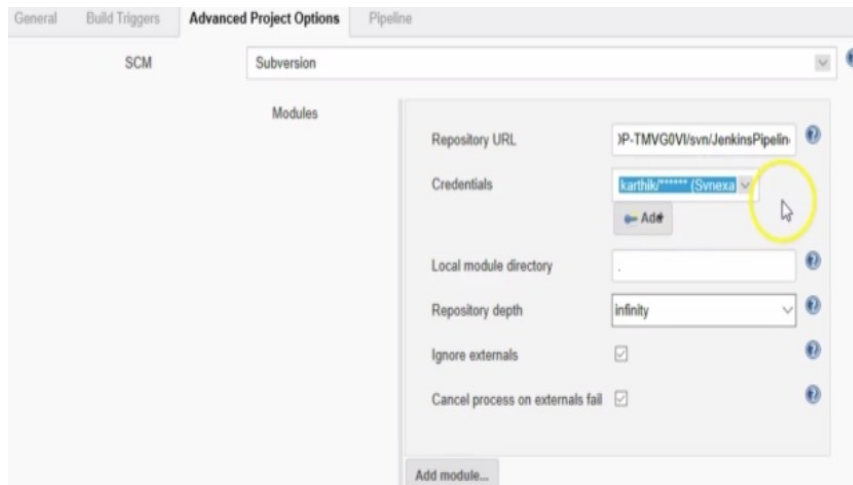 General Build Triggers Advanced Project Options Pipeline
SCM Subversion
Modules
Repository URL )P-TMVG0VI/svn/JenkinsPipelin
Credentials karthik/****** (Svnexa
Add
Local module directory .
Repository depth infinity
Ignore externals
Cancel process on externals fail
Add module...